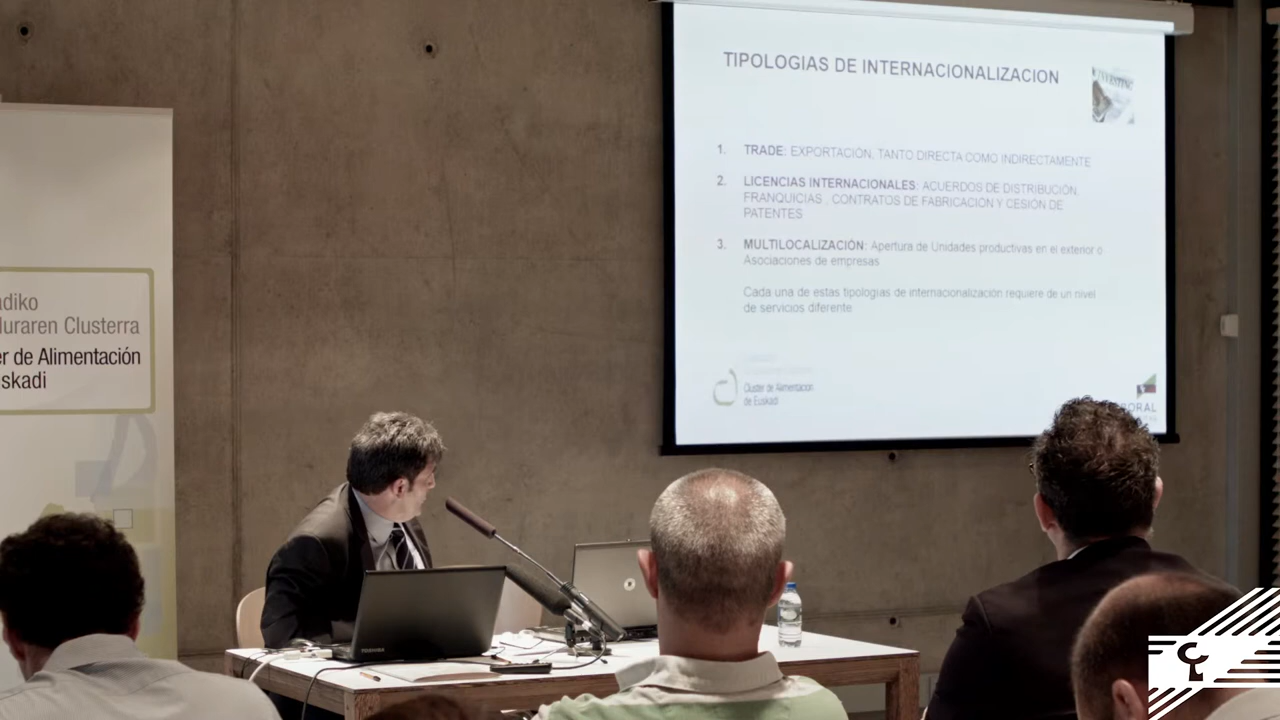 TIPOLOGIAS DE INTERNACIONALIZACION
1. TRADE: EXPORTACIÓN, TANTO DIRECTA COMO INDIRECTAMENTE
2. LICENCIAS INTERNACIONALES: ACUERDOS DE DISTRIBUCIÓN,
FRANQUICIAS , CONTRATOS DE FABRICACIÓN Y CESIÓN DE
PATENTES
3. MULTILOCALIZACIÓN: Apertura de Unidades productivas en el exterior o
Asociaciones de empresas
Cada una de estas tipologías de internacionalización requiere de un nivel
de servicios diferente
Cluster de Alimentación
de Euskadi
ORAL
adiko
luraren Clusterra
er de Alimentación
skadi
TOSHIBA